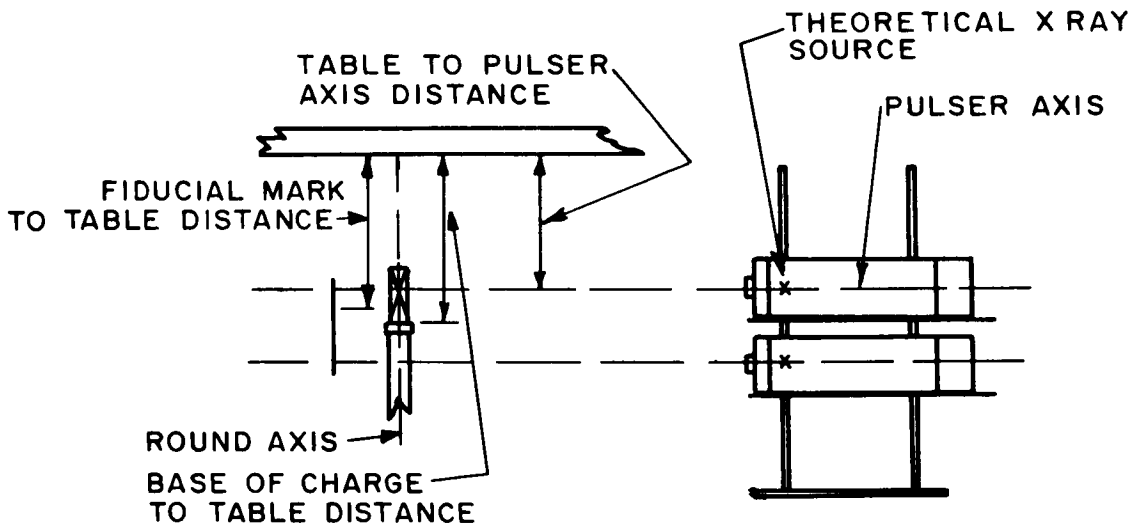 THEORETICAL X RAY
SOURCE
TABLE TO PULSER
AXIS DISTANCE
PULSER AXIS
FIDUCIAL MARK
TO TABLE DISTANCE
ROUND AXIS
BASE OF CHARGE
TO TABLE DISTANCE